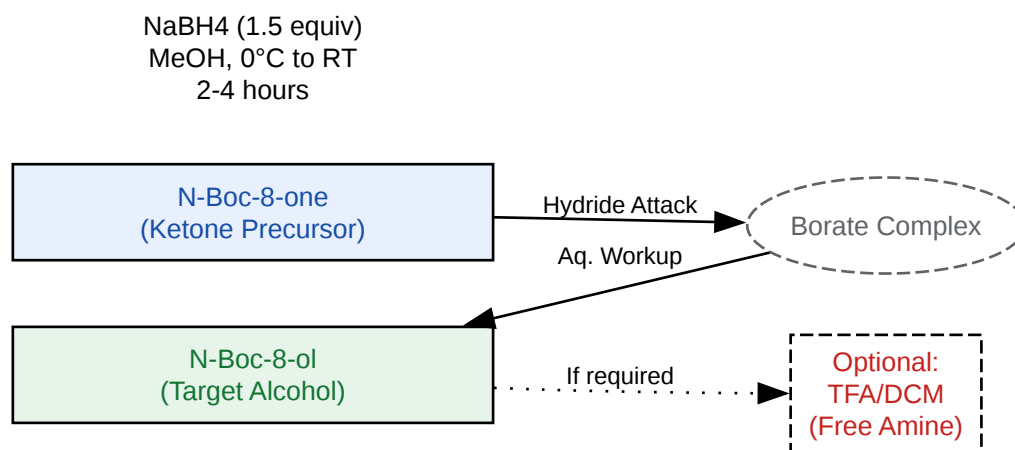 NaBH4 (1.5 equiv)
MeOH, 0°C to RT
2-4 hours
N-Boc-8-one
(Ketone Precursor)
Hydride Attack
Borate Complex
Aq. Workup
N-Boc-8-ol
(Target Alcohol)
If required
Optional:
TFA/DCM
(Free Amine)